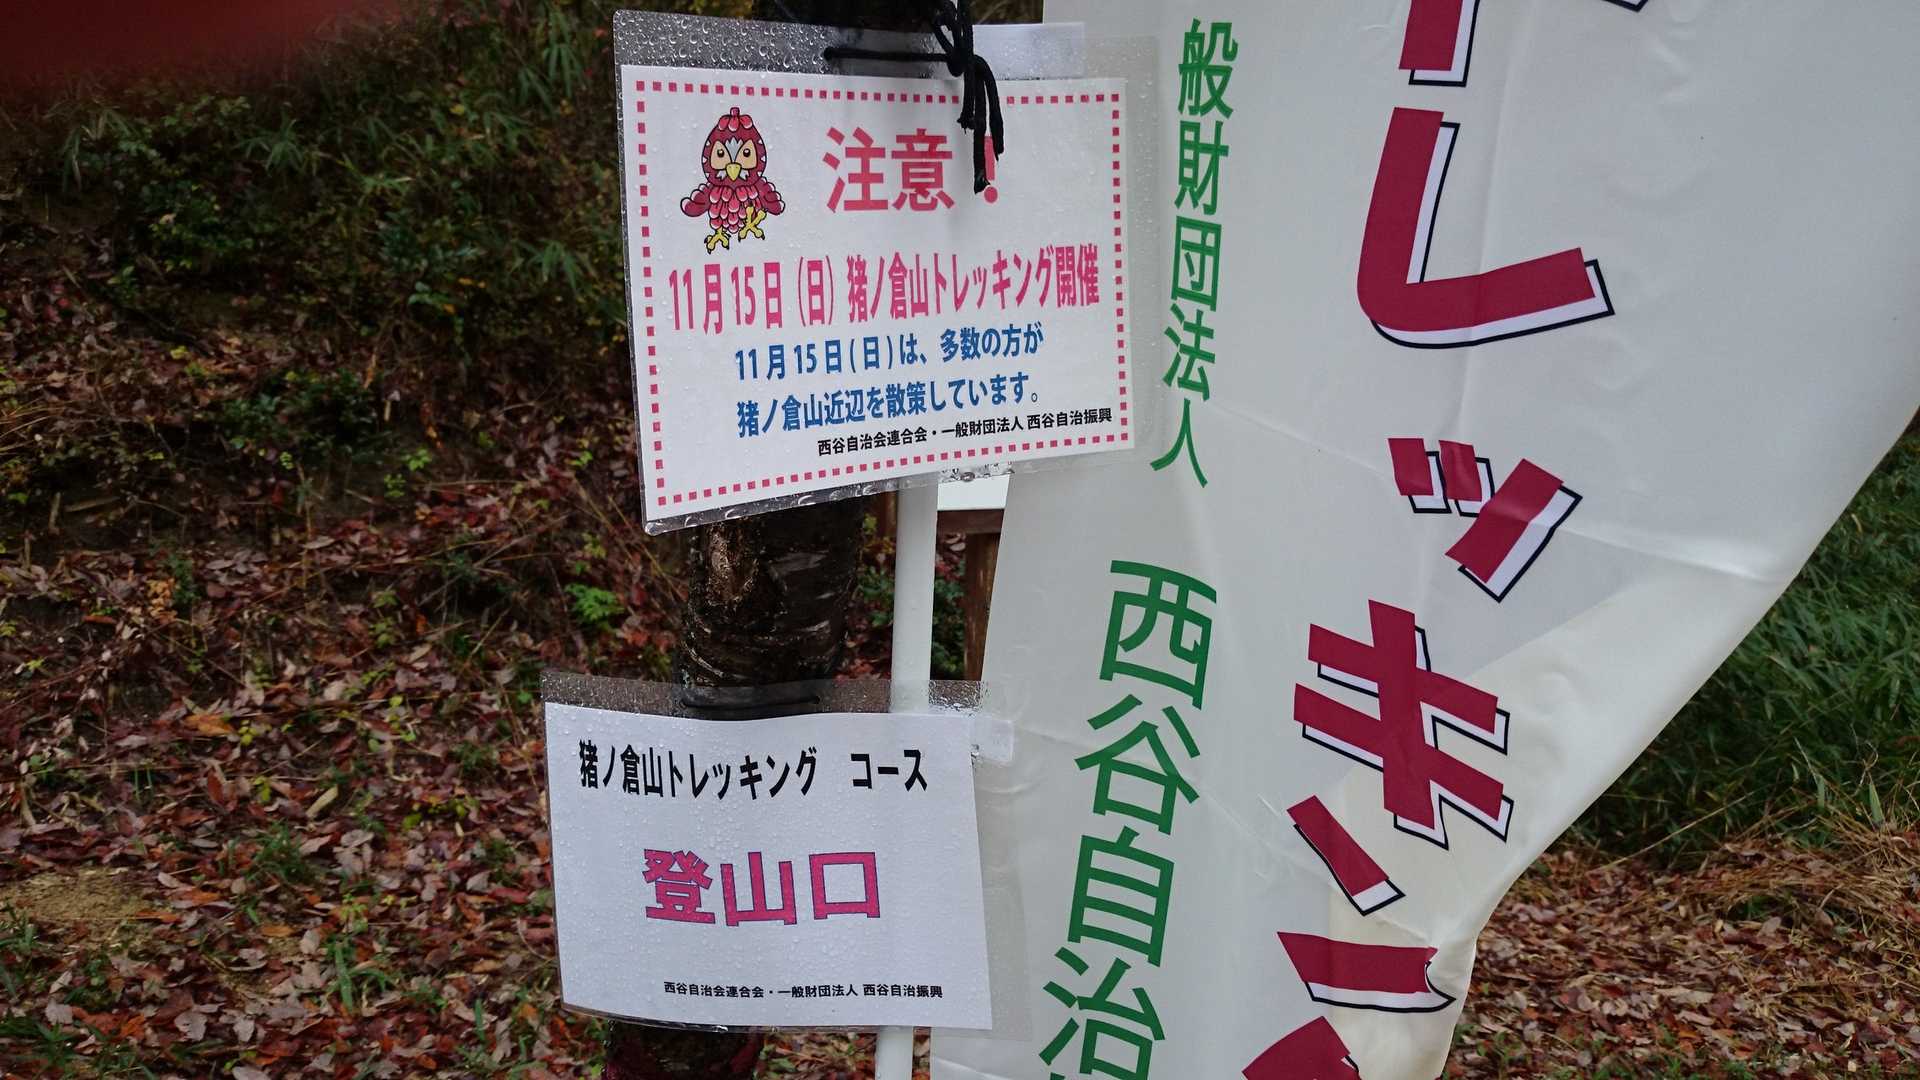 注意！
11月15日（日）猪ノ倉山トレッキング開催
11月15日(日)は、多数の方が
猪ノ倉山近辺を散策しています。
西谷自治会連合会・一般財団法人 西谷自治振興
猪ノ倉山トレッキング　コース
登山口
西谷自治会連合会・一般財団法人 西谷自治振興
般財団法人　西谷自治
トレッキング